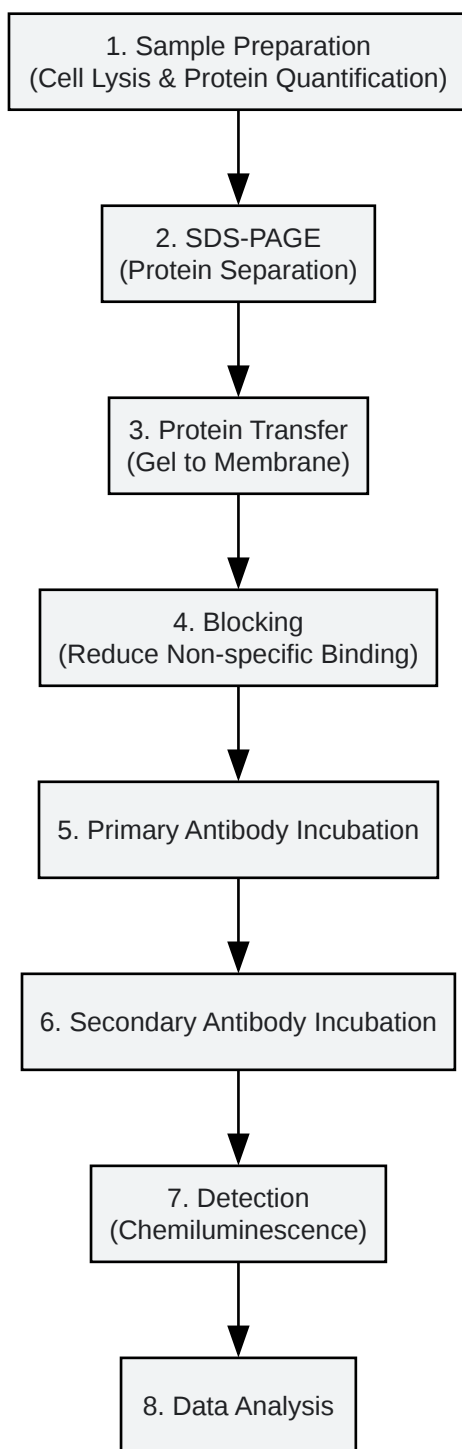 1. Sample Preparation
(Cell Lysis & Protein Quantification)
2. SDS-PAGE
(Protein Separation)
3. Protein Transfer
(Gel to Membrane)
4. Blocking
(Reduce Non-specific Binding)
5. Primary Antibody Incubation
6. Secondary Antibody Incubation
7. Detection
(Chemiluminescence)
8. Data Analysis